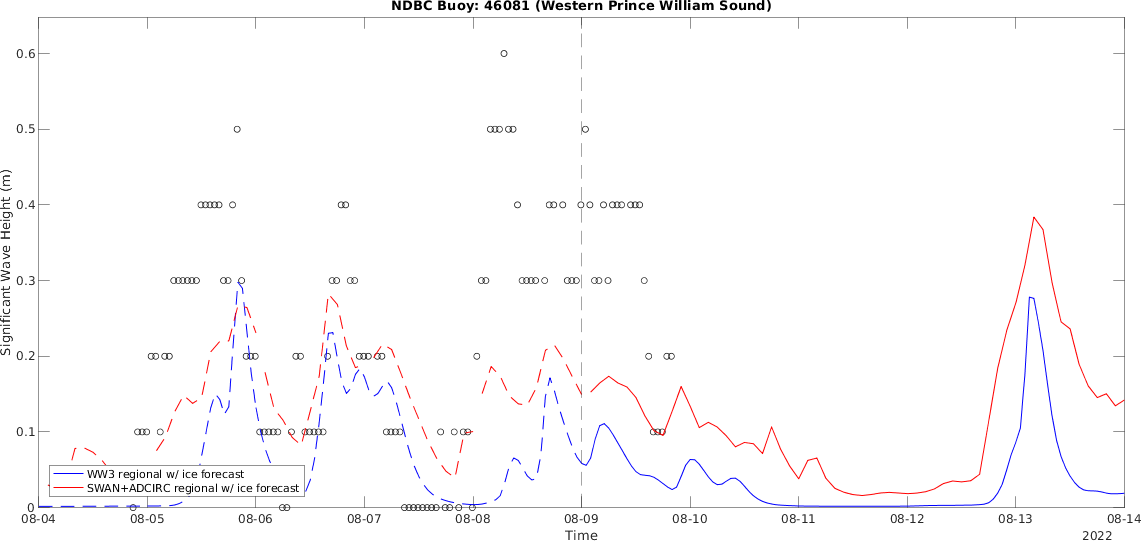 NDBC Buoy: 46081 (Western Prince William Sound)
Significant Wave Height (m)
0.6
0.5
0.4
0.3
0.2
0.1
0
WW3 regional w/ ice forecast
SWAN+ADCIRC regional w/ ice forecast
08-04 08-05 08-06 08-07 08-08 08-09 08-10 08-11 08-12 08-13 08-14
Time
2022